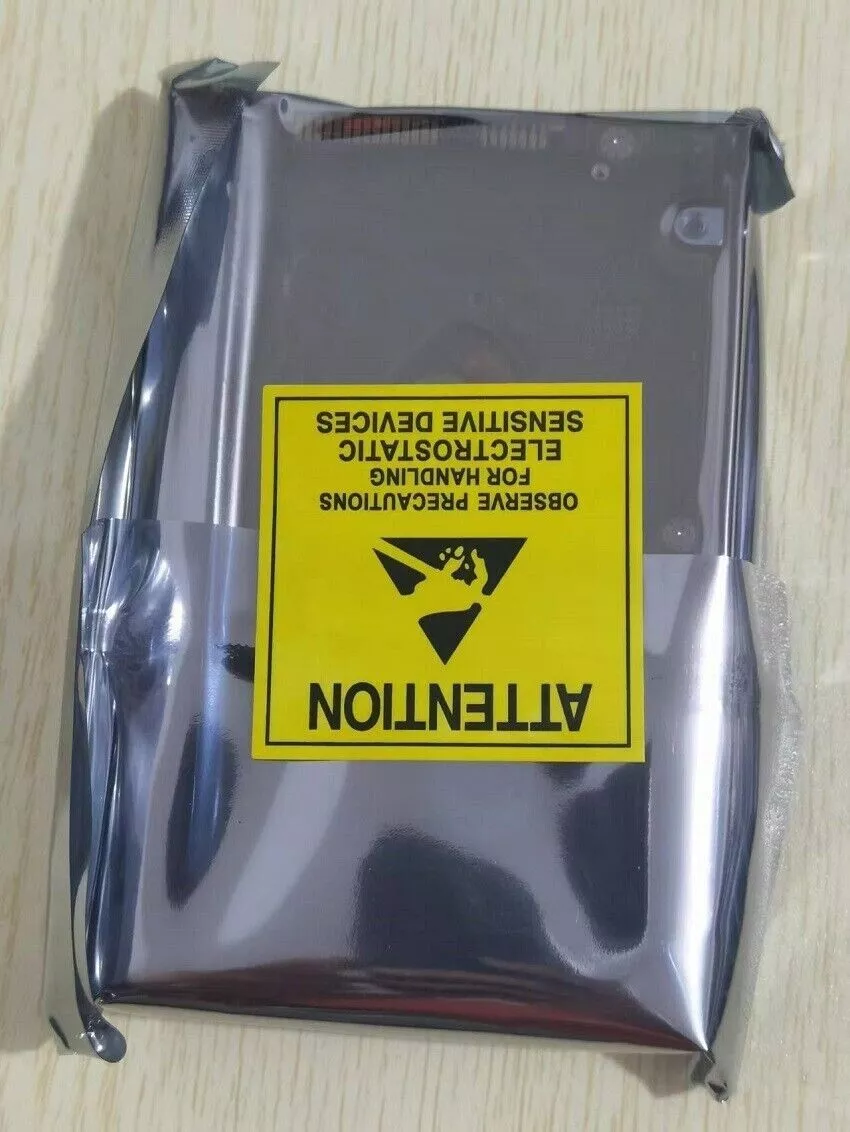 ATTENTION
OBSERVE PRECAUTIONS
FOR HANDLING
ELECTROSTATIC
SENSITIVE DEVICES